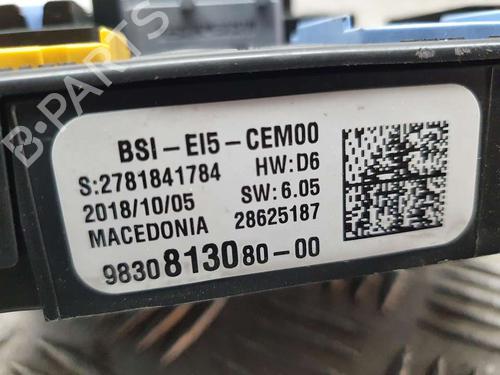 B-PARTS
BSI-EI5-CEM00
S:2781841784 HW:D6
2018/10/05 SW:6.05
MACEDONIA 28625187
9830813080-00